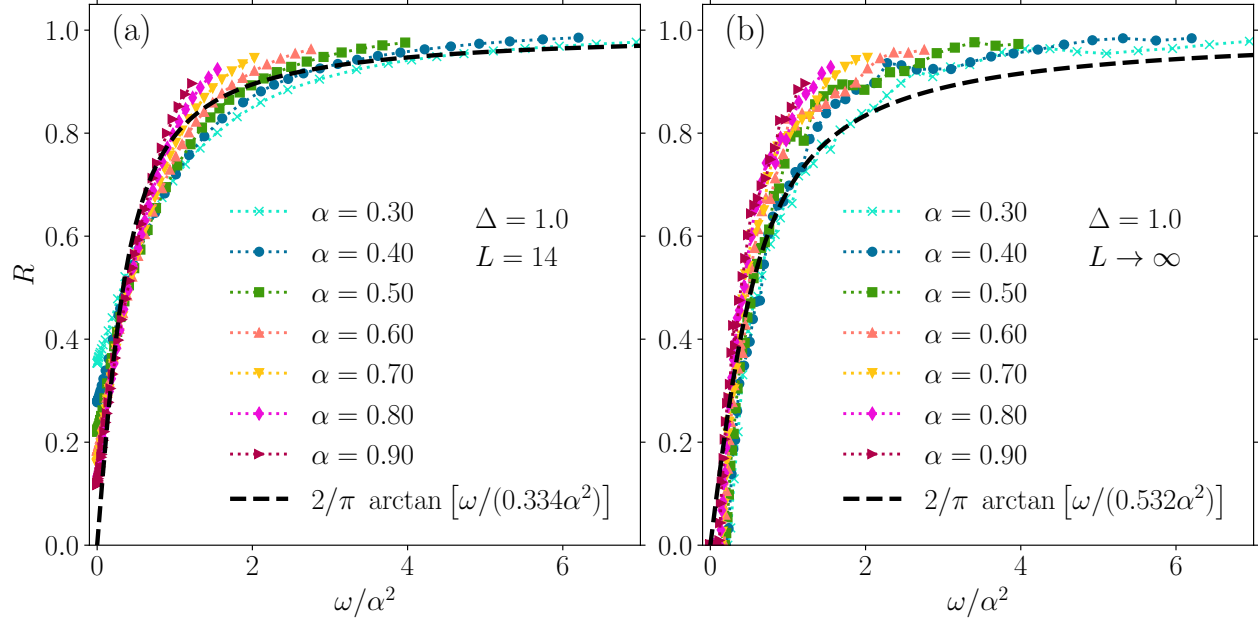 (a)
R
1.0
0.8
0.6
0.4
0.2
0.0
α = 0.30
α = 0.40
α = 0.50
α = 0.60
α = 0.70
α = 0.80
α = 0.90
2/π arctan [ω/(0.334α²)]
Δ = 1.0
L = 14
0 2 4 6
ω/α²
(b)
1.0
0.8
0.6
0.4
0.2
0.0
α = 0.30
α = 0.40
α = 0.50
α = 0.60
α = 0.70
α = 0.80
α = 0.90
2/π arctan [ω/(0.532α²)]
Δ = 1.0
L → ∞
0 2 4 6
ω/α²